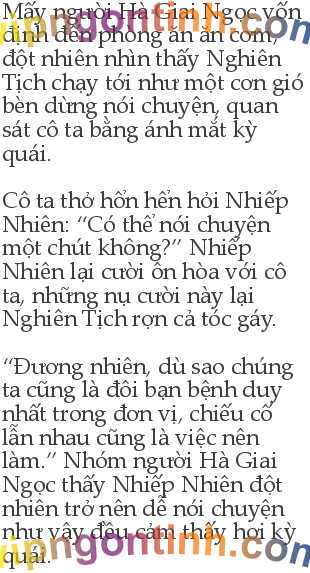 Mấy người Hà Giai Ngọc vốn
định đến phòng ăn ăn cơm,
đột nhiên nhìn thấy Nghiên
Tịch chạy tới như một cơn gió
bèn dừng nói chuyện, quan
sát cô ta bằng ánh mắt kỳ
quái.
Cô ta thở hổn hển hỏi Nhiếp
Nhiên: “Có thể nói chuyện
một chút không?” Nhiếp
Nhiên lại cười ôn hòa với cô
ta, những nụ cười này lại
Nghiên Tịch rợn cả tóc gáy.
“Đương nhiên, dù sao chúng
ta cũng là đôi bạn bệnh duy
nhất trong đơn vị, chiếu cố
lẫn nhau cũng là việc nên
làm.” Nhóm người Hà Giai
Ngọc thấy Nhiếp Nhiên đột
nhiên trở nên dễ nói chuyện
như vậy đều cảm thấy hơi kỳ
quái.
vipngontinh.com
vipngontinh.com